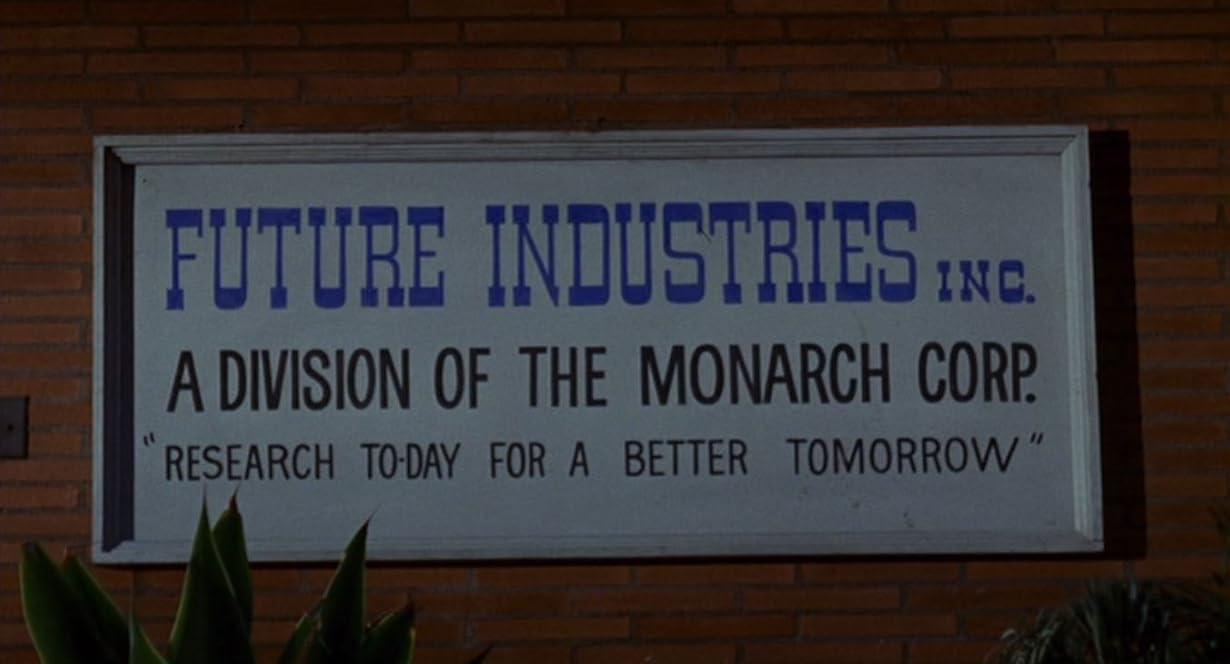 FUTURE INDUSTRIES INC.
A DIVISION OF THE MONARCH CORP.
"RESEARCH TO-DAY FOR A BETTER TOMORROW"